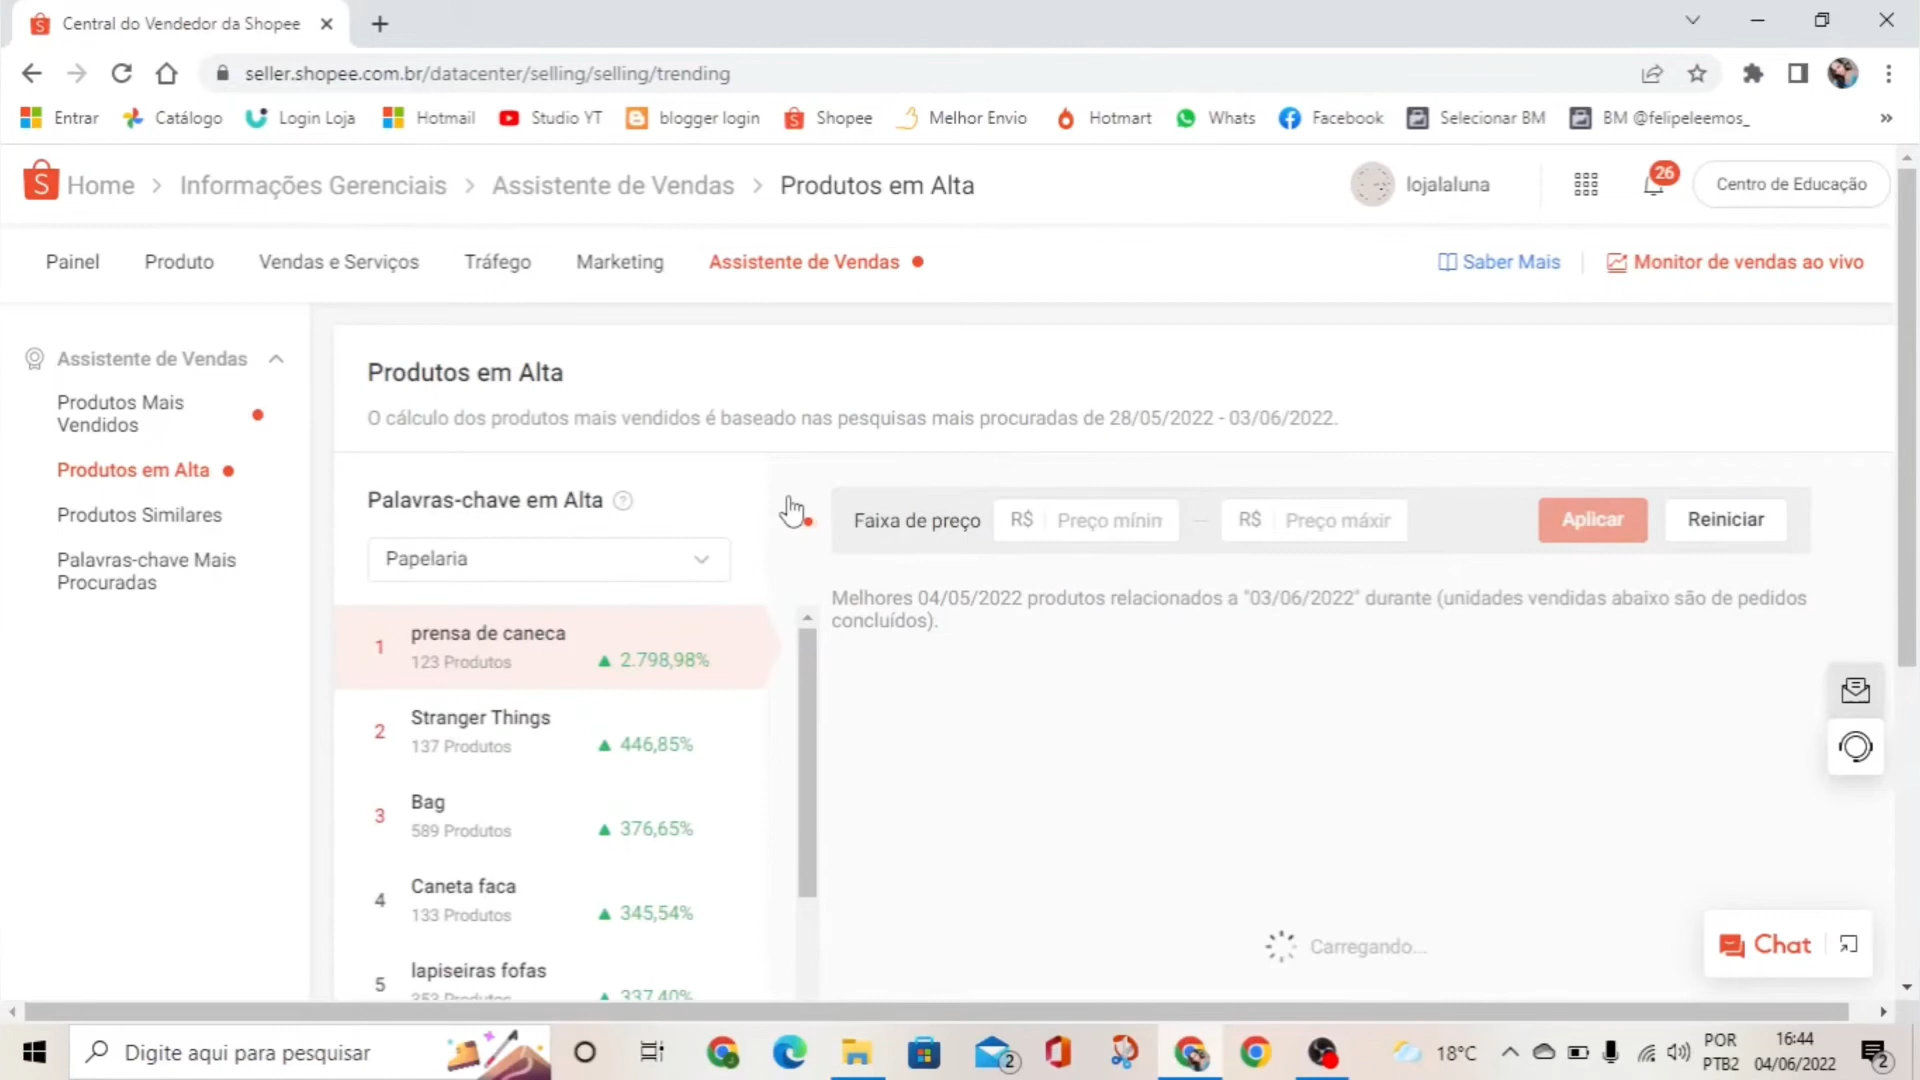 Central do Vendedor da Shopee
seller.shopee.com.br/datacenter/selling/selling/trending
Entrar Catálogo Login Loja Hotmail Studio YT blogger login Shopee Melhor Envio Hotmart Whats Facebook Selecionar BM BM @felipeleemos_ »
Home > Informações Gerenciais > Assistente de Vendas > Produtos em Alta
lojalaluna
26
Centro de Educação
Painel Produto Vendas e Serviços Tráfego Marketing Assistente de Vendas
Saber Mais
Monitor de vendas ao vivo
Assistente de Vendas
Produtos Mais
Vendidos
Produtos em Alta
Produtos Similares
Palavras-chave Mais
Procuradas
Produtos em Alta
O cálculo dos produtos mais vendidos é baseado nas pesquisas mais procuradas de 28/05/2022 - 03/06/2022.
Palavras-chave em Alta ?
Papelaria
1 prensa de caneca
123 Produtos ▲ 2.798,98%
2 Stranger Things
137 Produtos ▲ 446,85%
3 Bag
589 Produtos ▲ 376,65%
4 Caneta faca
133 Produtos ▲ 345,54%
5 lapiseiras fofas
353 Produtos ▲ 337,40%
Faixa de preço R$ Preço mínin — R$ Preço máxir Aplicar Reiniciar
Melhores 04/05/2022 produtos relacionados a "03/06/2022" durante (unidades vendidas abaixo são de pedidos
concluídos).
Carregando...
Chat
Digite aqui para pesquisar
2
18°C
POR
PTB2
16:44
04/06/2022
2